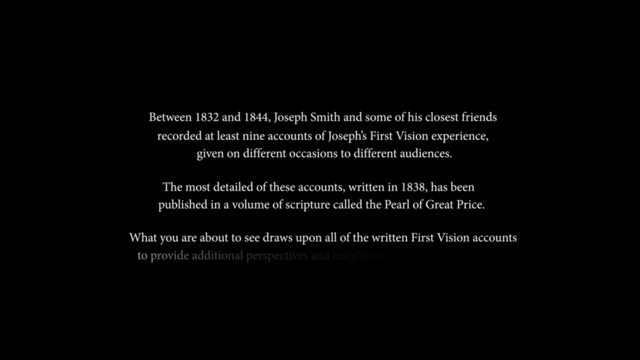 Between 1832 and 1844, Joseph Smith and some of his closest friends
recorded at least nine accounts of Joseph's First Vision experience,
given on different occasions to different audiences.
The most detailed of these accounts, written in 1838, has been
published in a volume of scripture called the Pearl of Great Price.
What you are about to see draws upon all of the written First Vision accounts
to provide additional perspectives and insights